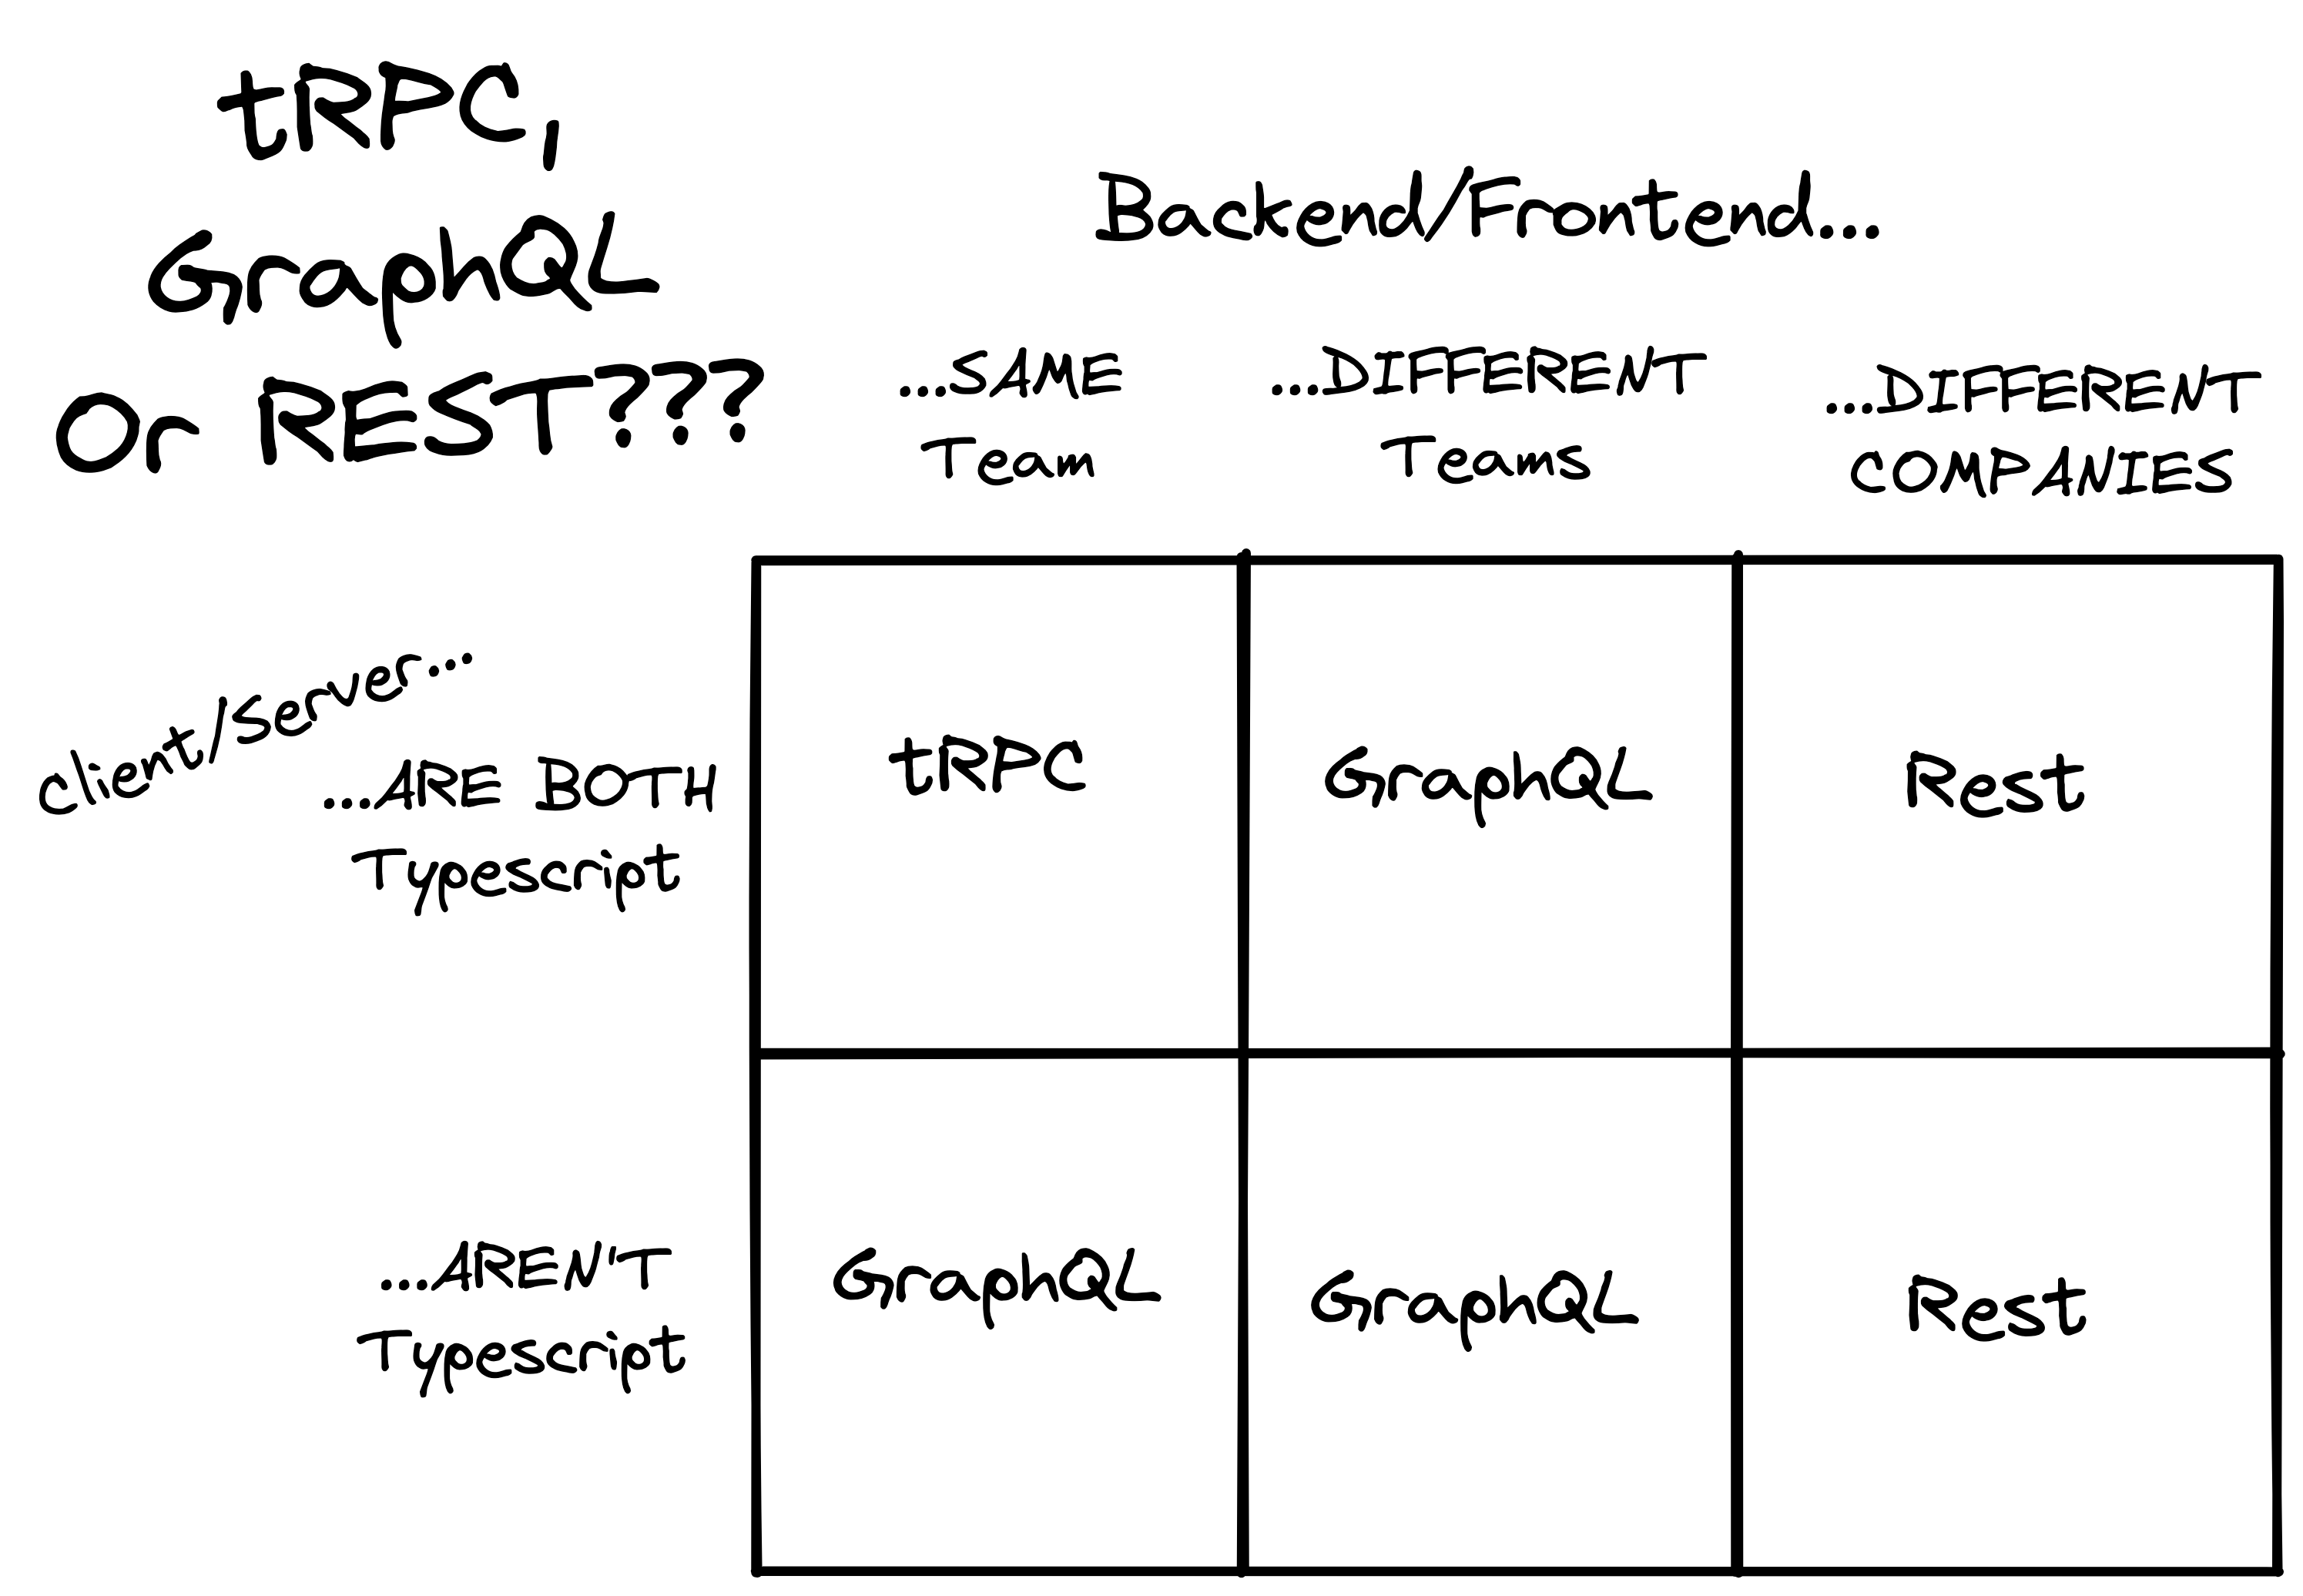 tRPC,
GraphQL
Or REST???
Backend/Frontend...
...SAME
Team
...DIFFERENT
Teams
...DIFFERENT
COMPANIES
client/server...
...ARE BOTH
Typescript
tRPC
GraphQL
Rest
...AREN'T
Typescript
GraphQL
GraphQL
Rest